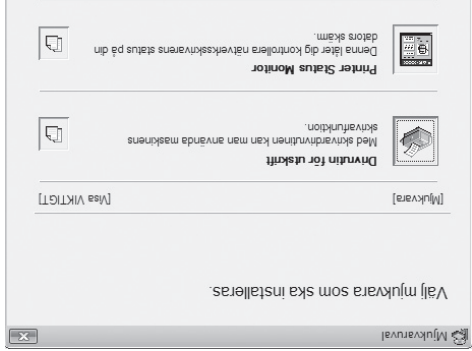 Mjukvaruval
Välj mjukvara som ska installeras.
[Mjukvara] [Visa VIKTIGT]
Drivrutin för utskrift
Med skrivardrivrutinen kan man använda maskinens
skrivarfunktion.
Printer Status Monitor
Denna låter dig kontrollera nätverksskrivarens status på din
dators skärm.